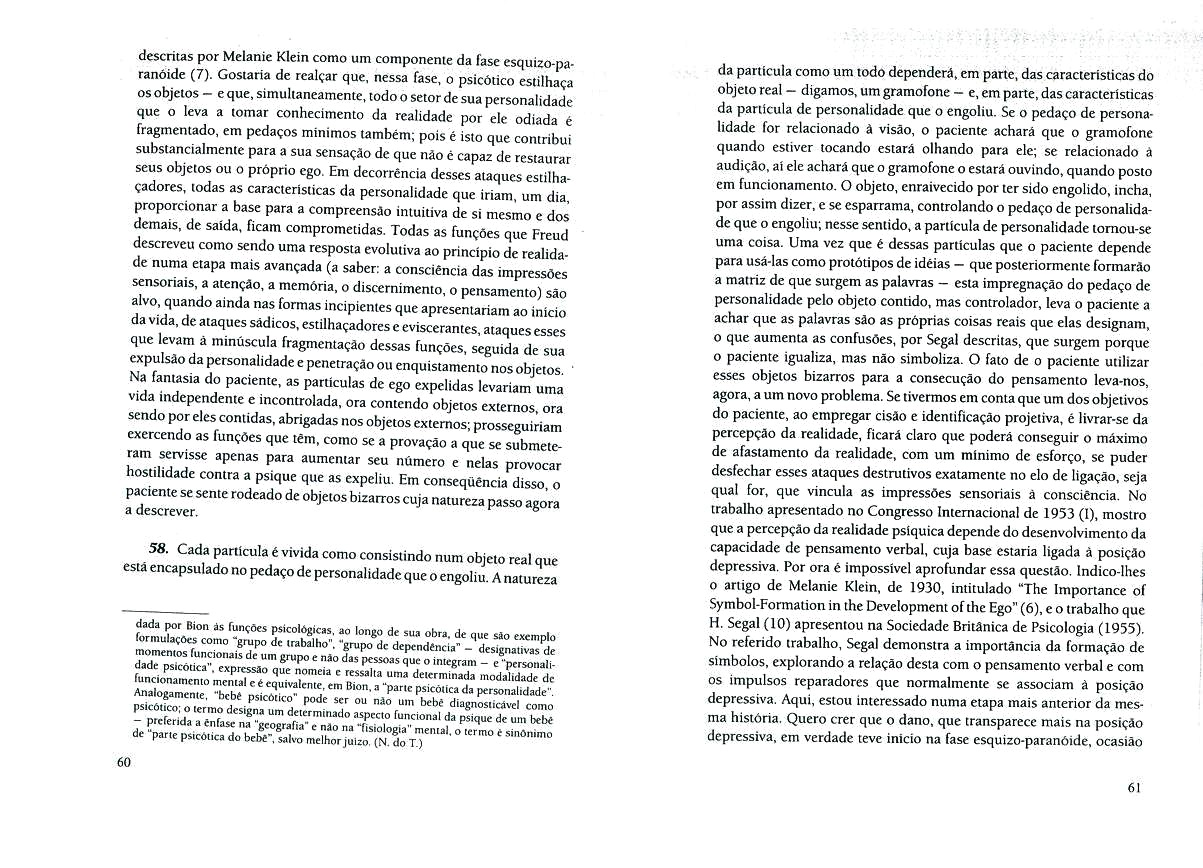 descritas por Melanie Klein como um componente da fase esquizo-pa-
ranóide (7). Gostaria de realçar que, nessa fase, o psicótico estilhaça
os objetos — e que, simultaneamente, todo o setor de sua personalidade
que o leva a tomar conhecimento da realidade por ele odiada é
fragmentado, em pedaços mínimos também; pois é isto que contribui
substancialmente para a sua sensação de que não é capaz de restaurar
seus objetos ou o próprio ego. Em decorrência desses ataques estilha-
çadores, todas as características da personalidade que iriam, um dia,
proporcionar a base para a compreensão intuitiva de si mesmo e dos
demais, de saída, ficam comprometidas. Todas as funções que Freud
descreveu como sendo uma resposta evolutiva ao princípio de realida-
de numa etapa mais avançada (a saber: a consciência das impressões
sensoriais, a atenção, a memória, o discernimento, o pensamento) são
alvo, quando ainda nas formas incipientes que apresentariam ao início
da vida, de ataques sádicos, estilhaçadores e eviscerantes, ataques esses
que levam à minúscula fragmentação dessas funções, seguida de sua
expulsão da personalidade e penetração ou enquistamento nos objetos.
Na fantasia do paciente, as partículas de ego expelidas levariam uma
vida independente e incontrolada, ora contendo objetos externos, ora
sendo por eles contidas, abrigadas nos objetos externos; prosseguiriam
exercendo as funções que têm, como se a provação a que se submete-
ram servisse apenas para aumentar seu número e nelas provocar
hostilidade contra a psique que as expeliu. Em conseqüência disso, o
paciente se sente rodeado de objetos bizarros cuja natureza passo agora
a descrever.
58. Cada partícula é vivida como consistindo num objeto real que
está encapsulado no pedaço de personalidade que o engoliu. A natureza
dada por Bion às funções psicológicas, ao longo de sua obra, de que são exemplo
formulações como "grupo de trabalho", "grupo de dependência" — designativas de
momentos funcionais de um grupo e não das pessoas que o integram — e "personali-
dade psicótica", expressão que nomeia e ressalta uma determinada modalidade de
funcionamento mental e é equivalente, em Bion, a "parte psicótica da personalidade".
Analogamente, "bebê psicótico" pode ser ou não um bebê diagnosticável como
psicótico; o termo designa um determinado aspecto funcional da psique de um bebê
— preferida a ênfase na "geografia" e não na "fisiologia" mental, o termo é sinônimo
de "parte psicótica do bebê", salvo melhor juízo. (N. do T.)
60
da partícula como um todo dependerá, em parte, das características do
objeto real — digamos, um gramofone — e, em parte, das características
da partícula de personalidade que o engoliu. Se o pedaço de persona-
lidade for relacionado à visão, o paciente achará que o gramofone
quando estiver tocando estará olhando para ele; se relacionado à
audição, aí ele achará que o gramofone o estará ouvindo, quando posto
em funcionamento. O objeto, enraivecido por ter sido engolido, incha,
por assim dizer, e se esparrama, controlando o pedaço de personalida-
de que o engoliu; nesse sentido, a partícula de personalidade tornou-se
uma coisa. Uma vez que é dessas partículas que o paciente depende
para usá-las como protótipos de idéias — que posteriormente formarão
a matriz de que surgem as palavras — esta impregnação do pedaço de
personalidade pelo objeto contido, mas controlador, leva o paciente a
achar que as palavras são as próprias coisas reais que elas designam,
o que aumenta as confusões, por Segal descritas, que surgem porque
o paciente igualiza, mas não simboliza. O fato de o paciente utilizar
esses objetos bizarros para a consecução do pensamento leva-nos,
agora, a um novo problema. Se tivermos em conta que um dos objetivos
do paciente, ao empregar cisão e identificação projetiva, é livrar-se da
percepção da realidade, ficará claro que poderá conseguir o máximo
de afastamento da realidade, com um mínimo de esforço, se puder
desfechar esses ataques destrutivos exatamente no elo de ligação, seja
qual for, que vincula as impressões sensoriais à consciência. No
trabalho apresentado no Congresso Internacional de 1953 (I), mostro
que a percepção da realidade psíquica depende do desenvolvimento da
capacidade de pensamento verbal, cuja base estaria ligada à posição
depressiva. Por ora é impossível aprofundar essa questão. Indico-lhes
o artigo de Melanie Klein, de 1930, intitulado "The Importance of
Symbol-Formation in the Development of the Ego" (6), e o trabalho que
H. Segal (10) apresentou na Sociedade Britânica de Psicologia (1955).
No referido trabalho, Segal demonstra a importância da formação de
símbolos, explorando a relação desta com o pensamento verbal e com
os impulsos reparadores que normalmente se associam à posição
depressiva. Aqui, estou interessado numa etapa mais anterior da mes-
ma história. Quero crer que o dano, que transparece mais na posição
depressiva, em verdade teve início na fase esquizo-paranóide, ocasião
61